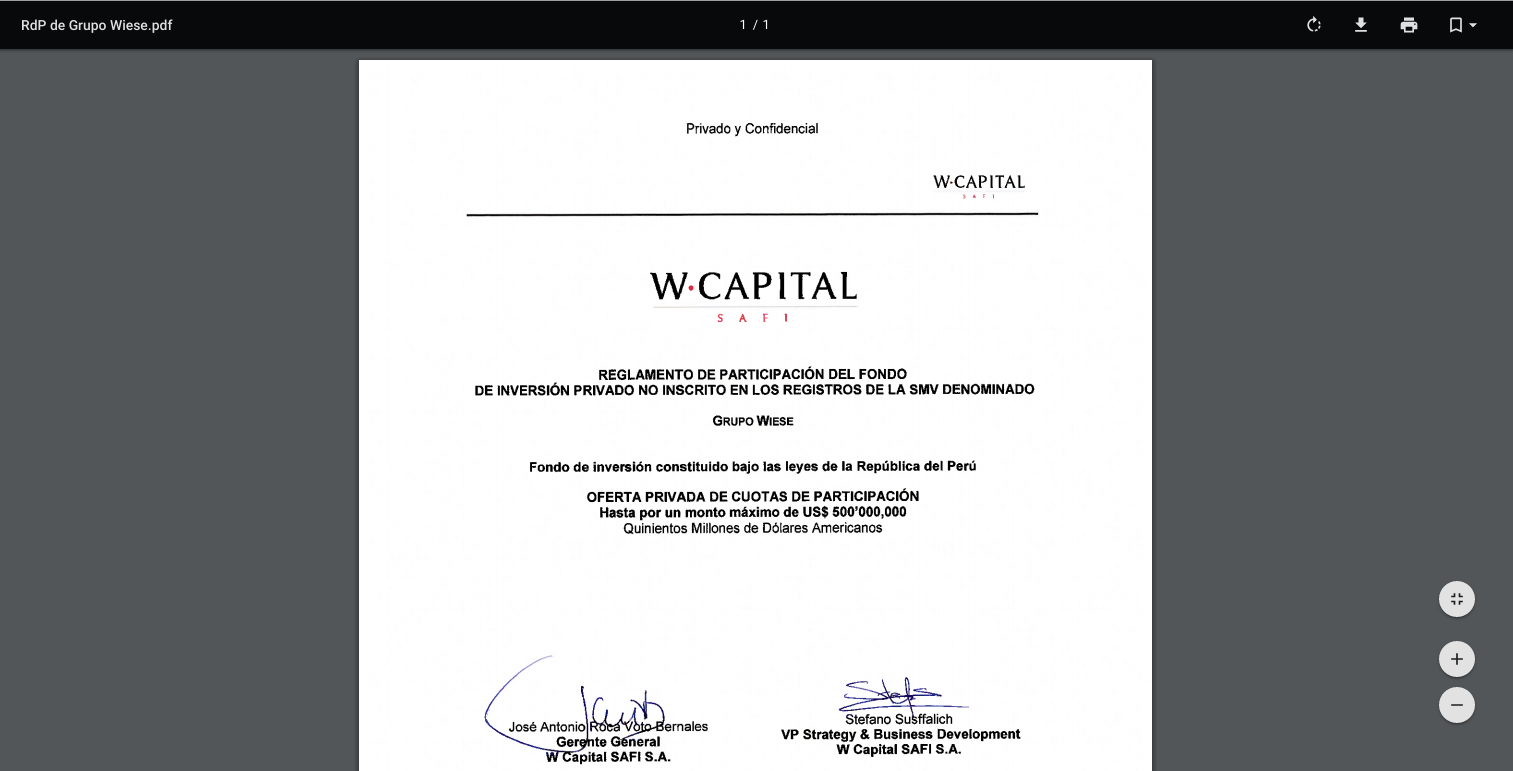 RdP de Grupo Wiese.pdf
1 / 1
Privado y Confidencial
W·CAPITAL
SAFI
W·CAPITAL
SAFI
REGLAMENTO DE PARTICIPACIÓN DEL FONDO
DE INVERSIÓN PRIVADO NO INSCRITO EN LOS REGISTROS DE LA SMV DENOMINADO
GRUPO WIESE
Fondo de inversión constituido bajo las leyes de la República del Perú
OFERTA PRIVADA DE CUOTAS DE PARTICIPACIÓN
Hasta por un monto máximo de US$ 500'000,000
Quinientos Millones de Dólares Americanos
José Antonio Roca Voto Bernales
Gerente General
W Capital SAFI S.A.
Stefano Susffalich
VP Strategy & Business Development
W Capital SAFI S.A.